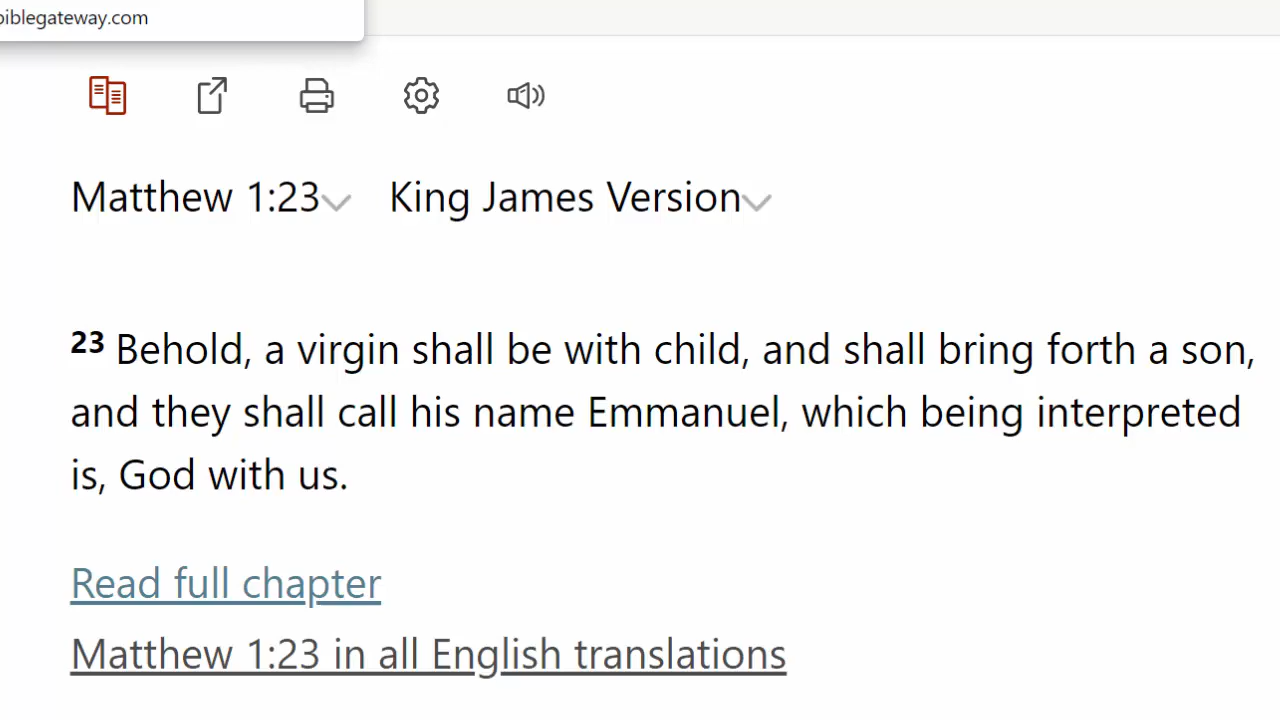 biblegateway.com
Matthew 1:23 King James Version
23 Behold, a virgin shall be with child, and shall bring forth a son,
and they shall call his name Emmanuel, which being interpreted
is, God with us.
Read full chapter
Matthew 1:23 in all English translations